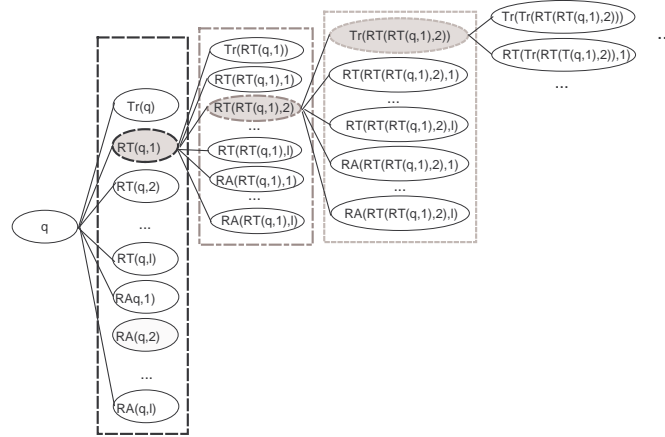 q
Tr(q)
RT(q,1)
RT(q,2)
...
RT(q,l)
RAq,1)
RA(q,2)
...
RA(q,l)
Tr(RT(q,1))
RT(RT(q,1),1)
RT(RT(q,1),2)
...
RT(RT(q,1),l)
RA(RT(q,1),1)
...
RA(RT(q,1),l)
Tr(RT(RT(q,1),2))
RT(RT(RT(q,1),2),1)
...
RT(RT(RT(q,1),2),l)
RA(RT(RT(q,1),2),1)
...
RA(RT(RT(q,1),2),l)
Tr(Tr(RT(RT(q,1),2)))
RT(Tr(RT(T(q,1),2)),1)
...
...